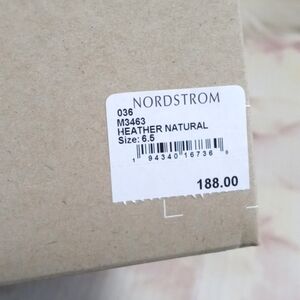 NORDSTROM
036
M3463
HEATHER NATURAL
Size: 6.5
1 94340 16736 8
188.00